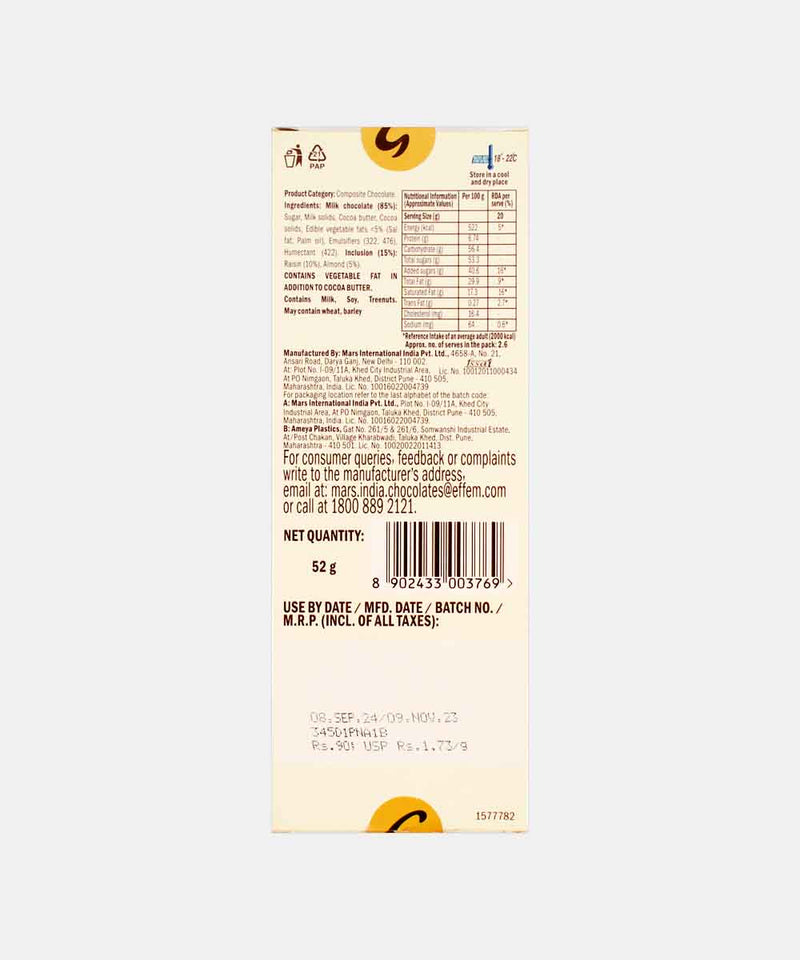 21
PAP
18°- 22°C
Store in a cool
and dry place
Product Category: Composite Chocolate.
Ingredients: Milk chocolate (85%):
Sugar, Milk solids, Cocoa butter, Cocoa
solids, Edible vegetable fats <5% (Sal
fat, Palm oil), Emulsifiers (322, 476),
Humectant (422). Inclusion (15%):
Raisin (10%), Almond (5%).
CONTAINS VEGETABLE FAT IN
ADDITION TO COCOA BUTTER.
Contains Milk, Soy, Treenuts.
May contain wheat, barley
Nutritional Information (Approximate Values) Per 100 g RDA per serve (%)
Serving Size (g) 20
Energy (kcal) 522 5*
Protein (g) 6.74
Carbohydrate (g) 56.4
Total sugars (g) 53.3
Added sugars (g) 40.6 16*
Total Fat (g) 29.9 9*
Saturated Fat (g) 17.3 16*
Trans Fat (g) 0.27 2.7*
Cholesterol (mg) 16.4
Sodium (mg) 64 0.6*
*Reference Intake of an average adult (2000 kcal)
Approx. no. of serves in the pack: 2.6
Manufactured By: Mars International India Pvt. Ltd., 4658-A, No. 21,
Ansari Road, Darya Ganj, New Delhi - 110 002.
fssai
At: Plot No. I-09/11A, Khed City Industrial Area, Lic. No. 10012011000434
At PO Nimgaon, Taluka Khed, District Pune - 410 505,
Maharashtra, India. Lic. No. 10016022004739
For packaging location refer to the last alphabet of the batch code:
A: Mars International India Pvt. Ltd., Plot No. I-09/11A, Khed City
Industrial Area, At PO Nimgaon, Taluka Khed, District Pune - 410 505,
Maharashtra, India. Lic. No. 10016022004739.
B: Ameya Plastics, Gat No. 261/5 & 261/6, Somwanshi Industrial Estate,
At/Post Chakan, Village Kharabwadi, Taluka Khed, Dist. Pune,
Maharashtra - 410 501. Lic. No. 10020022011413.
For consumer queries, feedback or complaints
write to the manufacturer's address,
email at: mars.india.chocolates@effem.com
or call at 1800 889 2121.
NET QUANTITY:
52 g
8 902433 003769 >
USE BY DATE / MFD. DATE / BATCH NO. /
M.R.P. (INCL. OF ALL TAXES):
08.SEP.24/09.NOV.23
345D1PNA1B
Rs.90! USP Rs.1.73/g
1577782